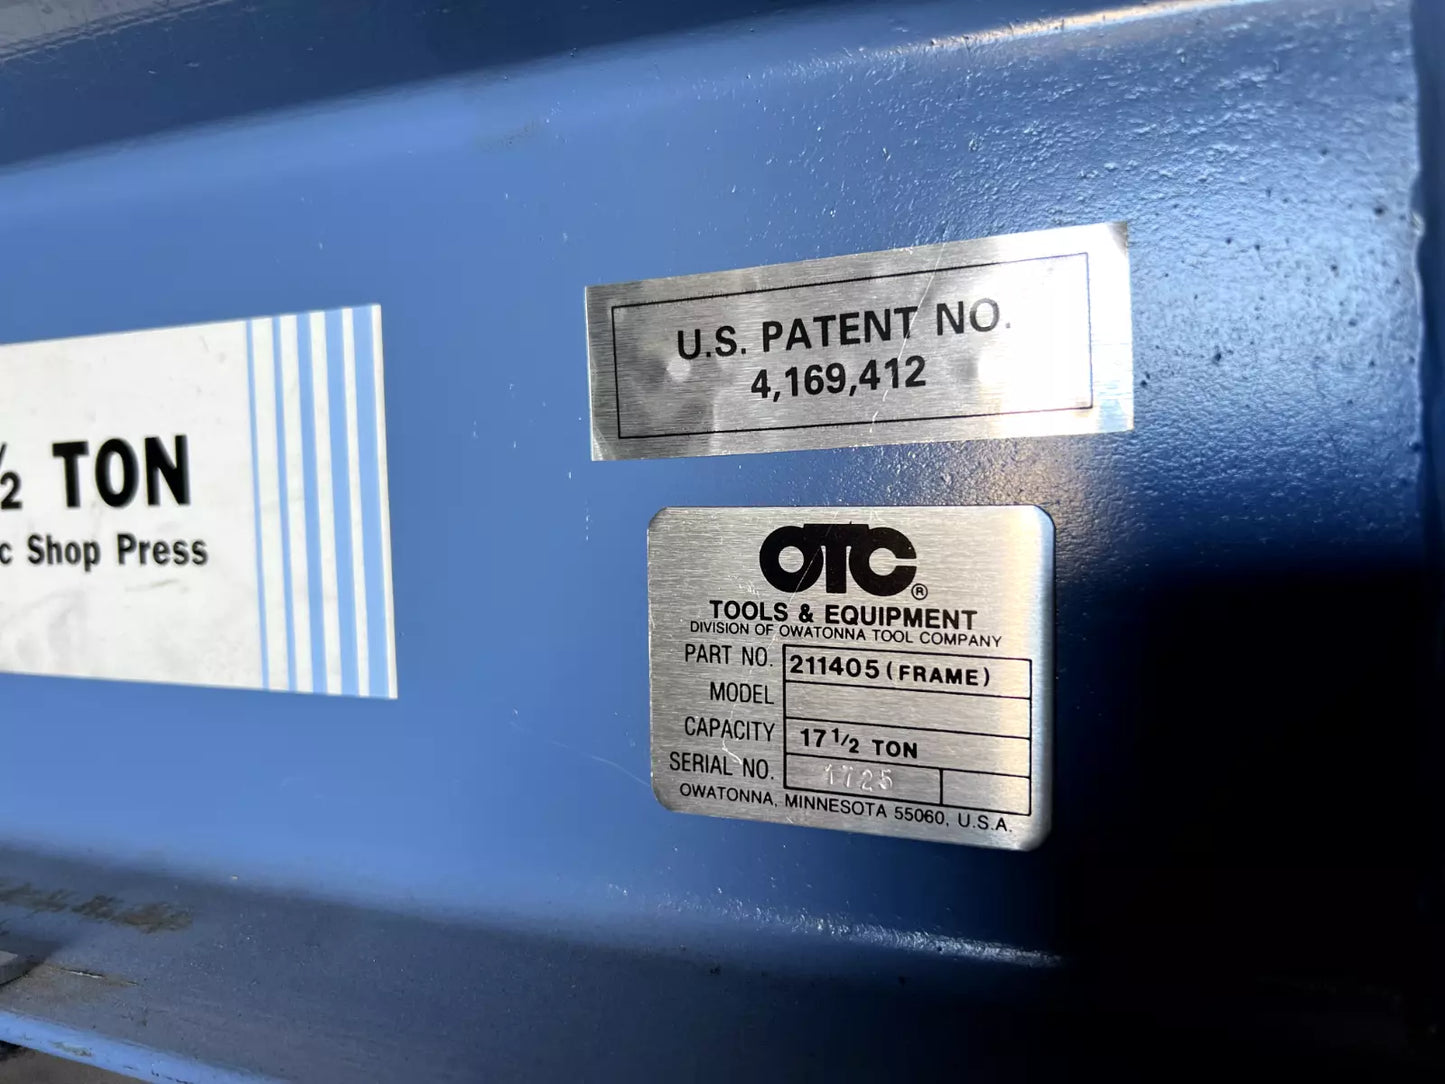 ½ TON
c Shop Press
U.S. PATENT NO.
4,169,412
OTC®
TOOLS & EQUIPMENT
DIVISION OF OWATONNA TOOL COMPANY
PART NO. 211405 (FRAME)
MODEL
CAPACITY 17 1/2 TON
SERIAL NO. 1725
OWATONNA, MINNESOTA 55060, U.S.A.